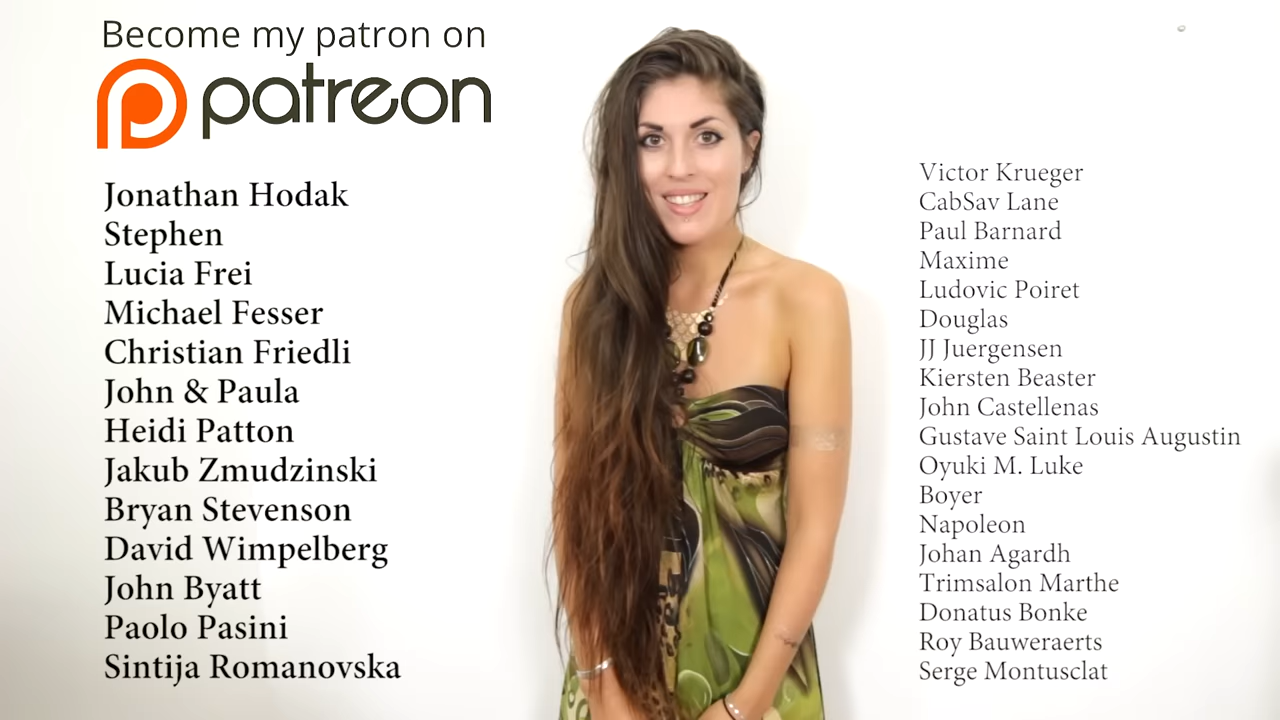 Become my patron on
patreon
Jonathan Hodak
Stephen
Lucia Frei
Michael Fesser
Christian Friedli
John & Paula
Heidi Patton
Jakub Zmudzinski
Bryan Stevenson
David Wimpelberg
John Byatt
Paolo Pasini
Sintija Romanovska
Victor Krueger
CabSav Lane
Paul Barnard
Maxime
Ludovic Poiret
Douglas
JJ Juergensen
Kiersten Beaster
John Castellenas
Gustave Saint Louis Augustin
Oyuki M. Luke
Boyer
Napoleon
Johan Agardh
Trimsalon Marthe
Donatus Bonke
Roy Bauweraerts
Serge Montusclat